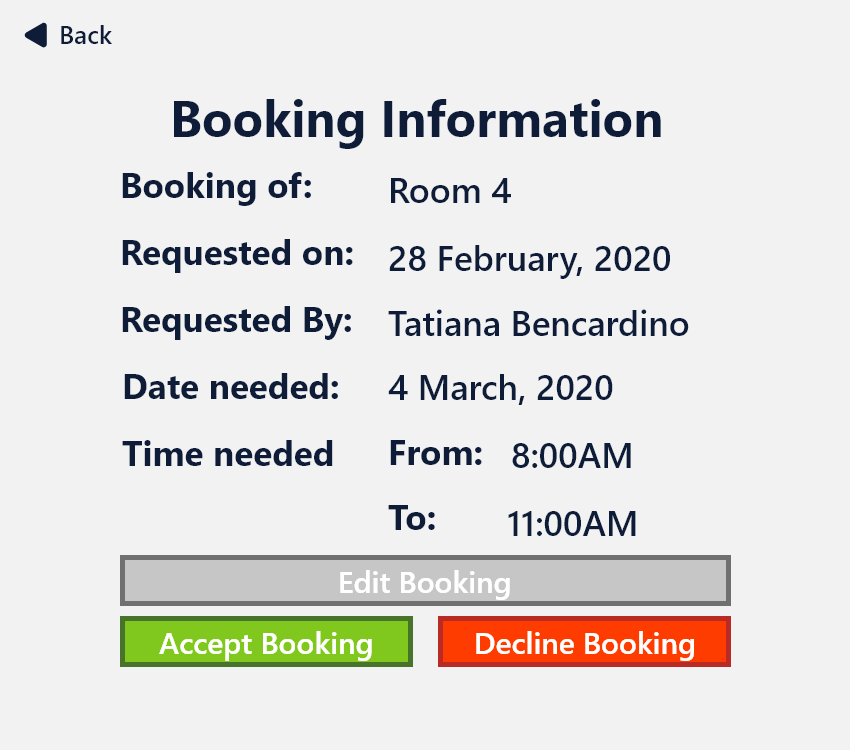 Back
Booking Information
Booking of: Room 4
Requested on: 28 February, 2020
Requested By: Tatiana Bencardino
Date needed: 4 March, 2020
Time needed From: 8:00AM
To: 11:00AM
Edit Booking
Accept Booking Decline Booking